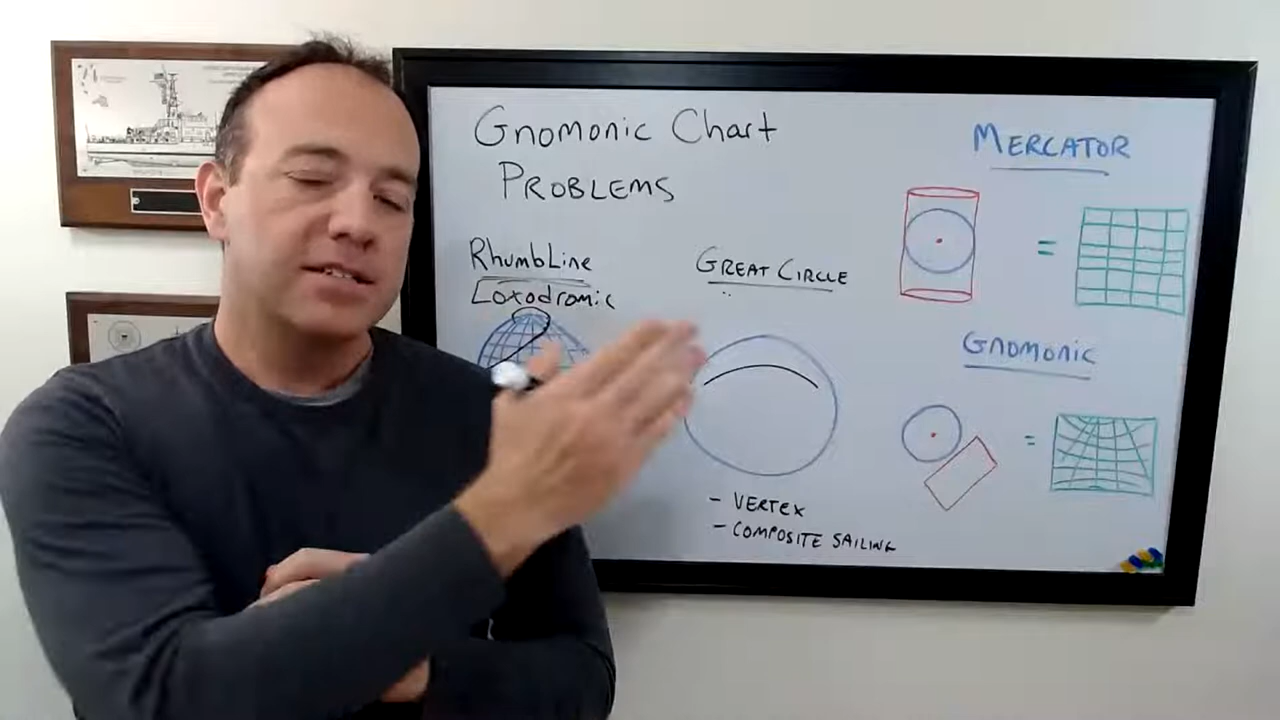 Gnomonic Chart
PROBLEMS
RhumbLine
Loxodromic
GREAT CIRCLE
- VERTEX
- COMPOSITE SAILING
MERCATOR
=
GNOMONIC
=